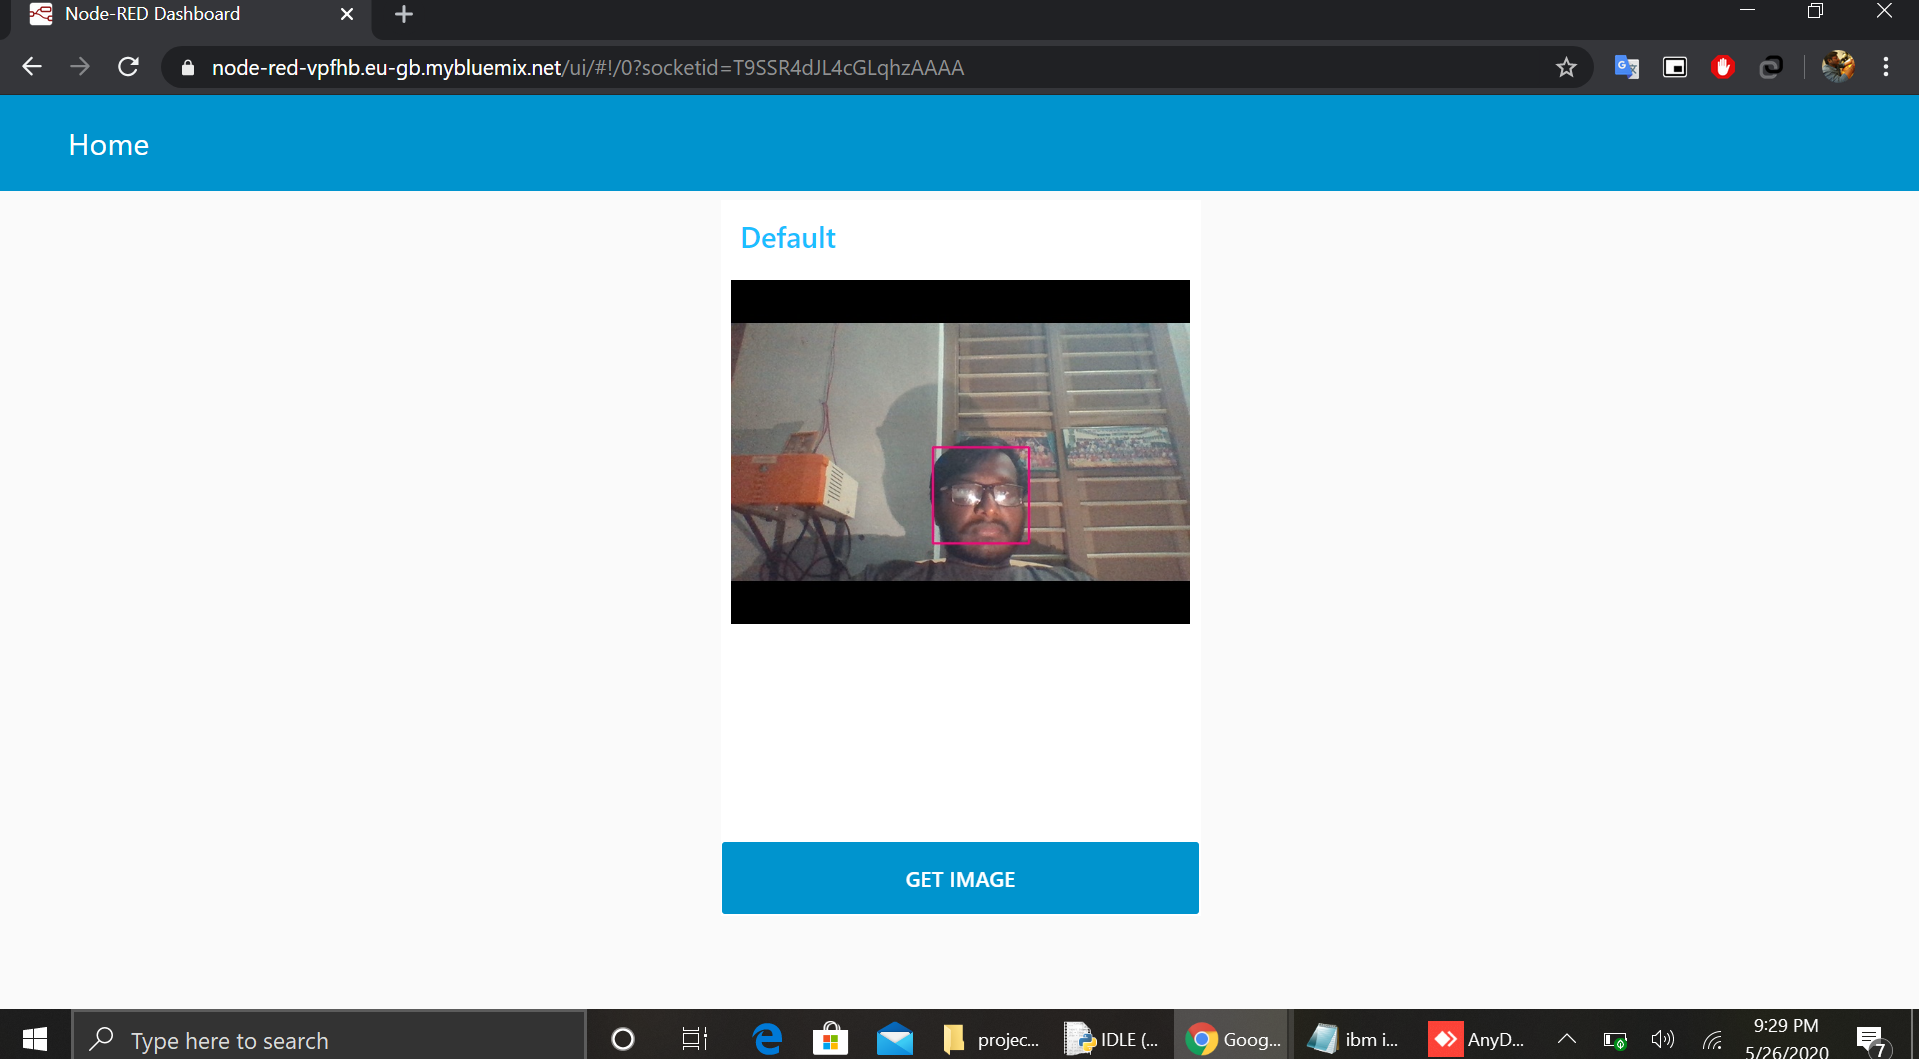 Node-RED Dashboard
node-red-vpfhb.eu-gb.mybluemix.net/ui/#!/0?socketid=T9SSR4dJL4cGLqhzAAAA
Home
Default
GET IMAGE
Type here to search
projec...
IDLE (...
Goog...
ibm i...
AnyD...
9:29 PM
5/26/2020
7